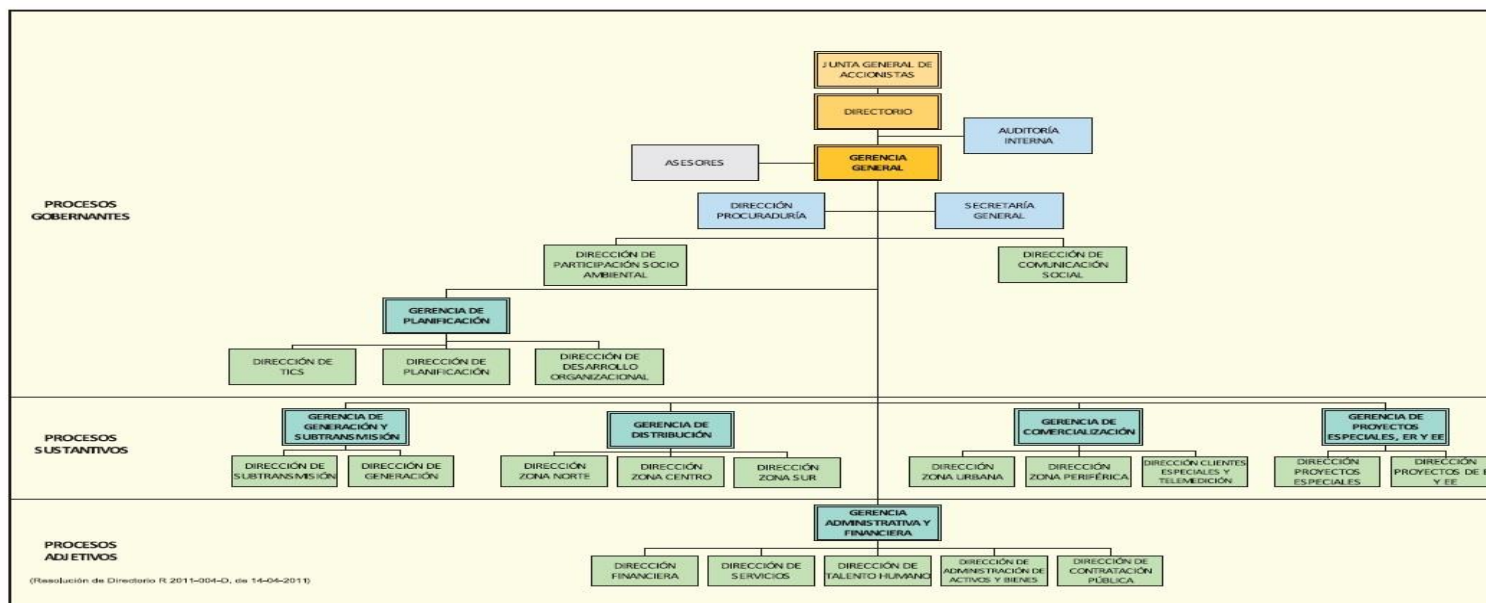 JUNTA GENERAL DE
ACCIONISTAS
DIRECTORIO
AUDITORÍA
INTERNA
ASESORES
GERENCIA
GENERAL
PROCESOS
GOBERNANTES
DIRECCIÓN
PROCURADURÍA
SECRETARÍA
GENERAL
DIRECCIÓN DE
PARTICIPACIÓN SOCIO
AMBIENTAL
DIRECCIÓN DE
COMUNICACIÓN
SOCIAL
GERENCIA DE
PLANIFICACIÓN
DIRECCIÓN DE
TICS
DIRECCIÓN DE
PLANIFICACIÓN
DIRECCIÓN DE
DESARROLLO
ORGANIZACIONAL
PROCESOS
SUSTANTIVOS
GERENCIA DE
GENERACIÓN Y
SUBTRANSMISIÓN
GERENCIA DE
DISTRIBUCIÓN
GERENCIA DE
COMERCIALIZACIÓN
GERENCIA DE
PROYECTOS
ESPECIALES, ER Y EE
DIRECCIÓN DE
SUBTRANSMISIÓN
DIRECCIÓN DE
GENERACIÓN
DIRECCIÓN
ZONA NORTE
DIRECCIÓN
ZONA CENTRO
DIRECCIÓN
ZONA SUR
DIRECCIÓN
ZONA URBANA
DIRECCIÓN
ZONA PERIFÉRICA
DIRECCIÓN CLIENTES
ESPECIALES Y
TELEMEDICIÓN
DIRECCIÓN
PROYECTOS
ESPECIALES
DIRECCIÓN
PROYECTOS DE
Y EE
PROCESOS
ADJETIVOS
GERENCIA
ADMINISTRATIVA Y
FINANCIERA
DIRECCIÓN
FINANCIERA
DIRECCIÓN DE
SERVICIOS
DIRECCIÓN DE
TALENTO HUMANO
DIRECCIÓN DE
ADMINISTRACIÓN DE
ACTIVOS Y BIENES
DIRECCIÓN DE
CONTRATACIÓN
PÚBLICA
(Resolución de Directorio R 2011-004-D, de 14-04-2011)